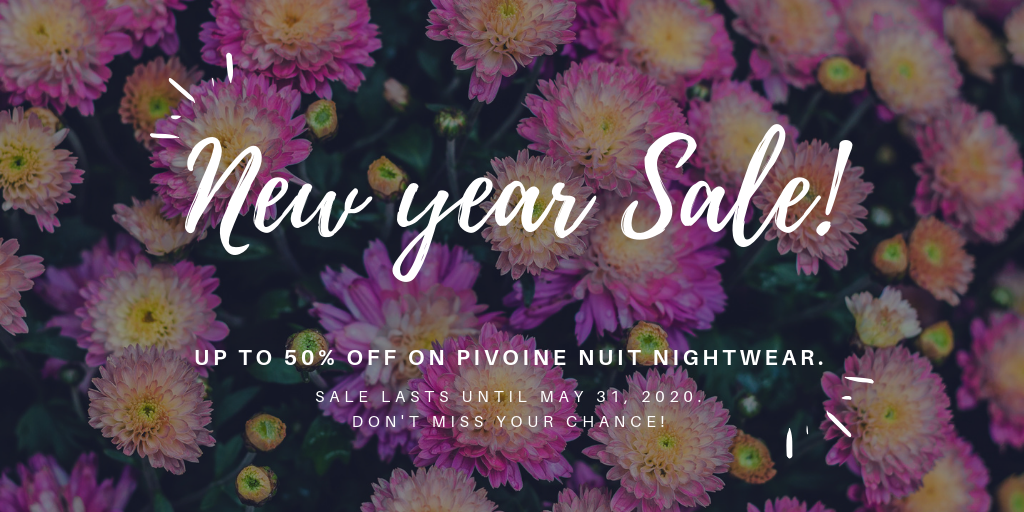 New year Sale!
UP TO 50% OFF ON PIVOINE NUIT NIGHTWEAR.
SALE LASTS UNTIL MAY 31, 2020.
DON'T MISS YOUR CHANCE!